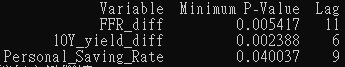 Variable Minimum P-Value Lag
FFR_diff 0.005417 11
10Y_yield_diff 0.002388 6
Personal_Saving_Rate 0.040037 9